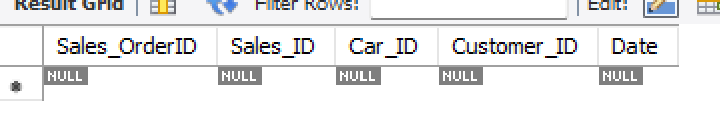 Result Grid Filter Rows: Edit:
Sales_OrderID Sales_ID Car_ID Customer_ID Date
NULL NULL NULL NULL NULL